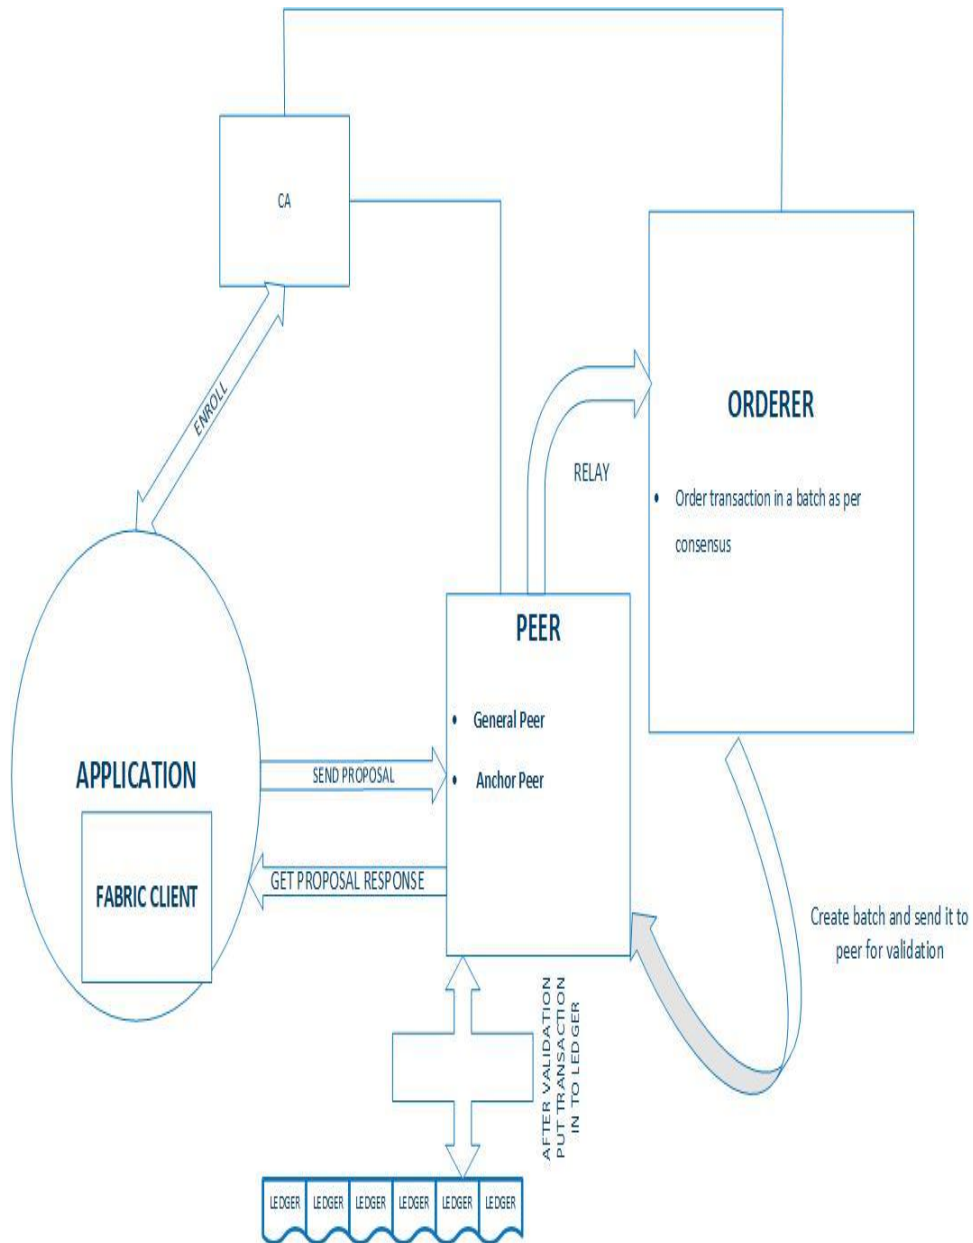 CA
ENROLL
ORDERER
• Order transaction in a batch as per
consensus
RELAY
PEER
• General Peer
• Anchor Peer
APPLICATION
FABRIC CLIENT
SEND PROPOSAL
GET PROPOSAL RESPONSE
Create batch and send it to
peer for validation
AFTER VALIDATION
PUT TRANSACTION
IN TO LEDGER
LEDGER LEDGER LEDGER LEDGER LEDGER LEDGER